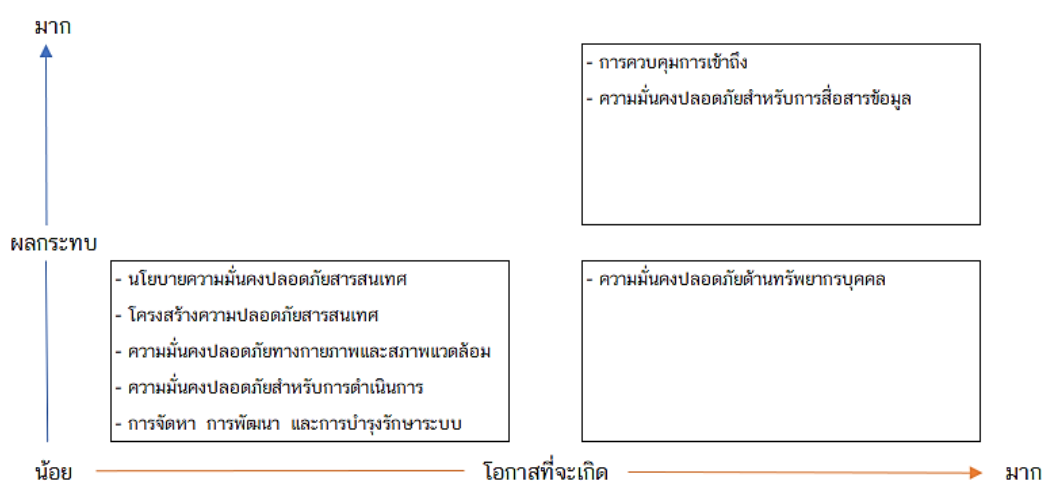 มาก
- การควบคุมการเข้าถึง
- ความมั่นคงปลอดภัยสำหรับการสื่อสารข้อมูล
ผลกระทบ
- นโยบายความมั่นคงปลอดภัยสารสนเทศ
- โครงสร้างความปลอดภัยสารสนเทศ
- ความมั่นคงปลอดภัยทางกายภาพและสภาพแวดล้อม
- ความมั่นคงปลอดภัยสำหรับการดำเนินการ
- การจัดหา การพัฒนา และการบำรุงรักษาระบบ
- ความมั่นคงปลอดภัยด้านทรัพยากรบุคคล
น้อย โอกาสที่จะเกิด มาก